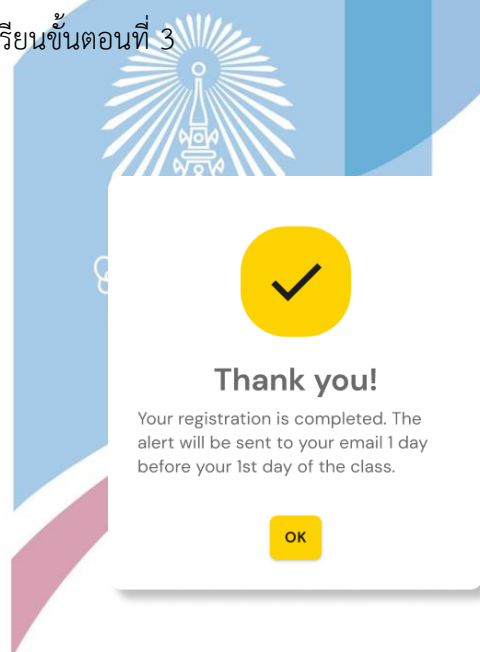 รียนขั้นตอนที่ 3
Thank you!
Your registration is completed. The
alert will be sent to your email 1 day
before your 1st day of the class.
OK